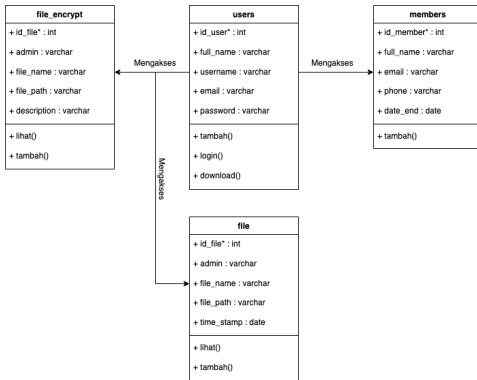 file_encrypt
+ id_file* : int
+ admin : varchar
+ file_name : varchar
+ file_path : varchar
+ description : varchar
+ lihat()
+ tambah()
Mengakses
users
+ id_user* : int
+ full_name : varchar
+ username : varchar
+ email : varchar
+ password : varchar
+ tambah()
+ login()
+ download()
Mengakses
members
+ id_member* : int
+ full_name : varchar
+ email : varchar
+ phone : varchar
+ date_end : date
+ tambah()
Mengakses
file
+ id_file* : int
+ admin : varchar
+ file_name : varchar
+ file_path : varchar
+ time_stamp : date
+ lihat()
+ tambah()